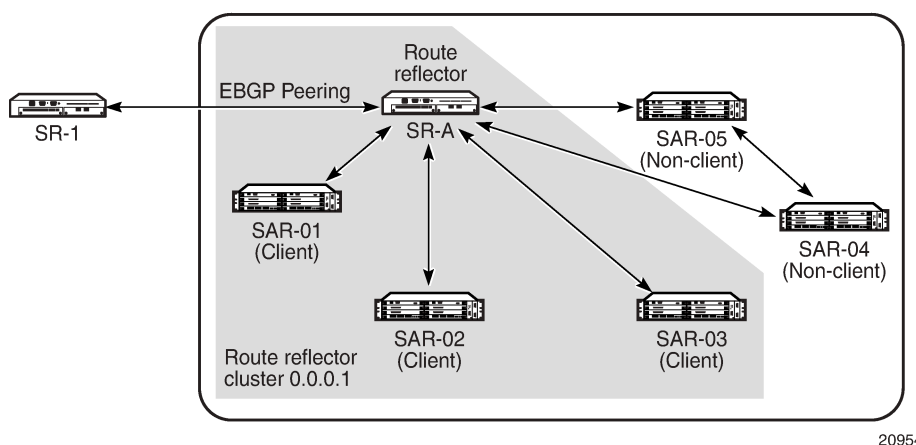 Route
reflector
EBGP Peering
SR-1
SR-A
SAR-05
(Non-client)
SAR-01
(Client)
SAR-04
(Non-client)
SAR-02
(Client)
SAR-03
(Client)
Route reflector
cluster 0.0.0.1